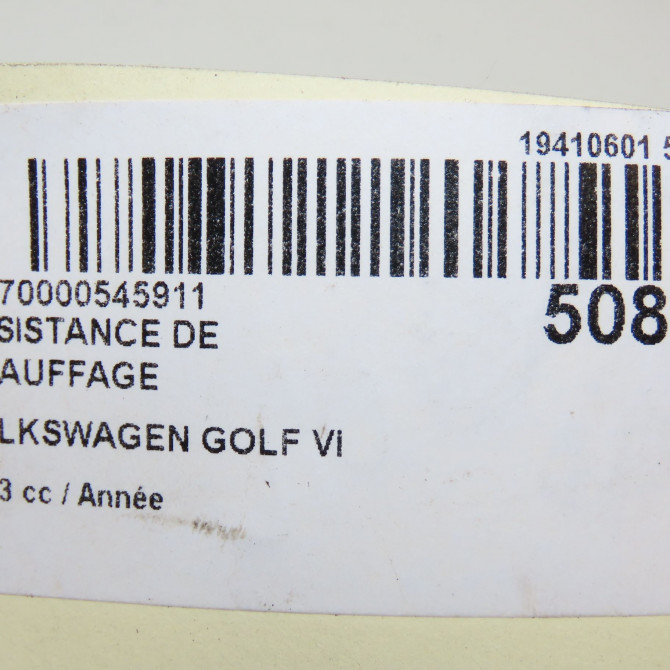 19410601 5
70000545911
508
SISTANCE DE
AUFFAGE
LKSWAGEN GOLF VI
3 cc / Année